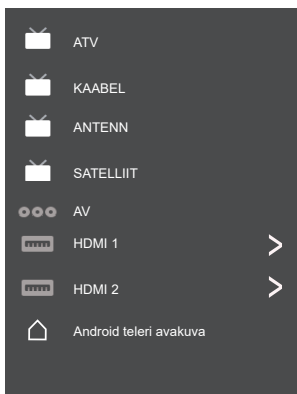 ATV
KAABEL
ANTENN
SATELLIIT
AV
HDMI 1
HDMI 2
Android teleri avakuva